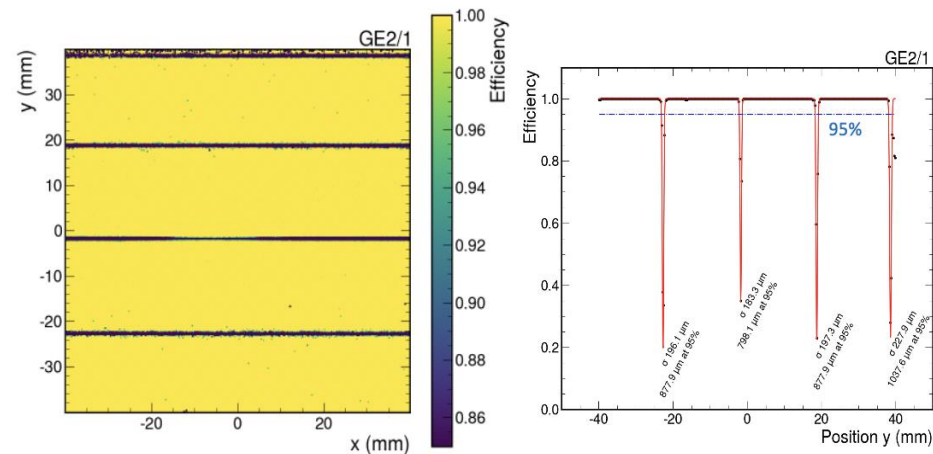 GE2/1
y (mm)
30
20
10
0
-10
-20
-30
-20
0
20
x (mm)
1.00
0.98
0.96
0.94
0.92
0.90
0.88
0.86
Efficiency
GE2/1
Efficiency
1.0
0.8
0.6
0.4
0.2
0.0
95%
σ 196.1 μm
877.9 μm at 95%
σ 183.3 μm
798.1 μm at 95%
σ 197.3 μm
877.9 μm at 95%
σ 227.9 μm
1037.6 μm at 95%
-40
-20
0
20
40
Position y (mm)